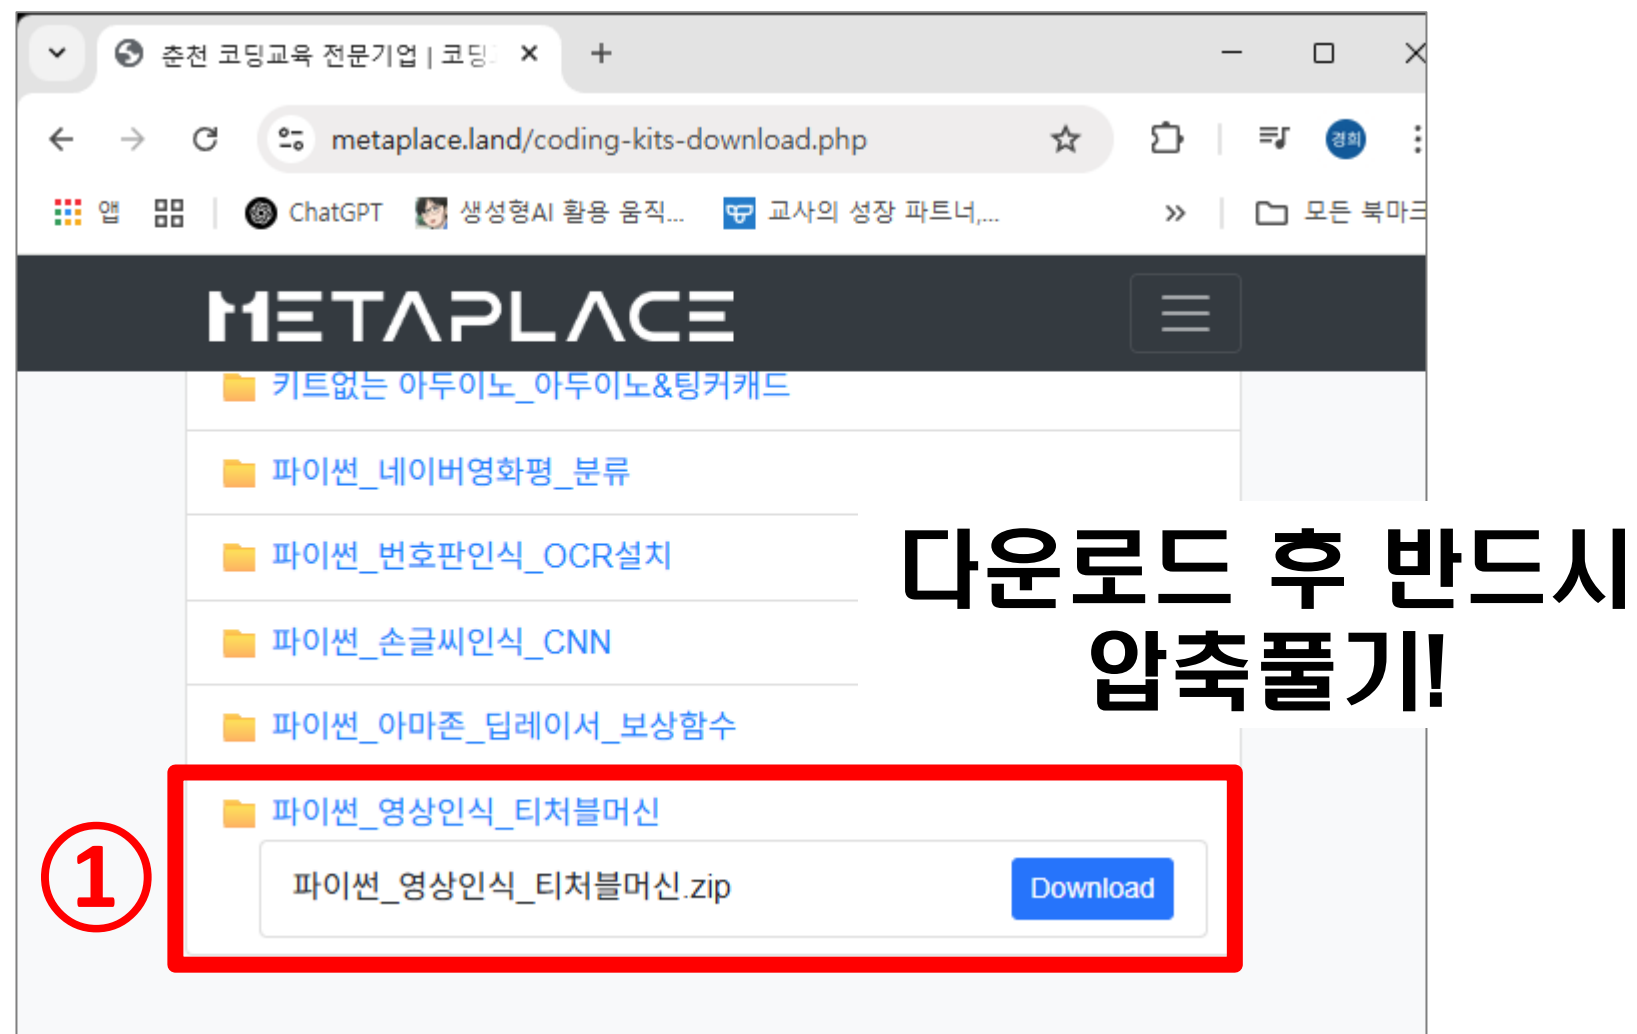 춘천 코딩교육 전문기업 | 코딩
metaplace.land/coding-kits-download.php
경희
앱
ChatGPT
생성형AI 활용 움직...
교사의 성장 파트너,...
모든 북마크
METAPLACE
키트없는 아두이노_아두이노&팅커캐드
파이썬_네이버영화평_분류
파이썬_번호판인식_OCR설치
파이썬_손글씨인식_CNN
파이썬_아마존_딥레이서_보상함수
다운로드 후 반드시
압축풀기!
①
파이썬_영상인식_티처블머신
파이썬_영상인식_티처블머신.zip
Download